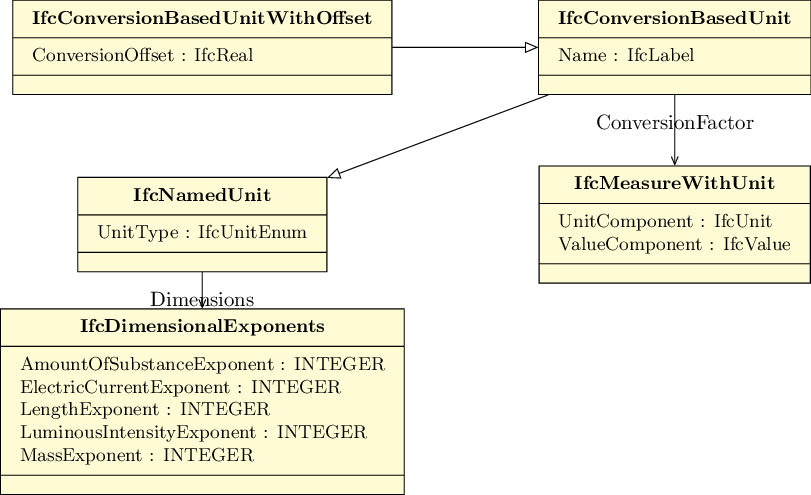 IfcConversionBasedUnitWithOffset
ConversionOffset : IfcReal
IfcConversionBasedUnit
Name : IfcLabel
ConversionFactor
IfcNamedUnit
UnitType : IfcUnitEnum
IfcMeasureWithUnit
UnitComponent : IfcUnit
ValueComponent : IfcValue
Dimensions
IfcDimensionalExponents
AmountOfSubstanceExponent : INTEGER
ElectricCurrentExponent : INTEGER
LengthExponent : INTEGER
LuminousIntensityExponent : INTEGER
MassExponent : INTEGER